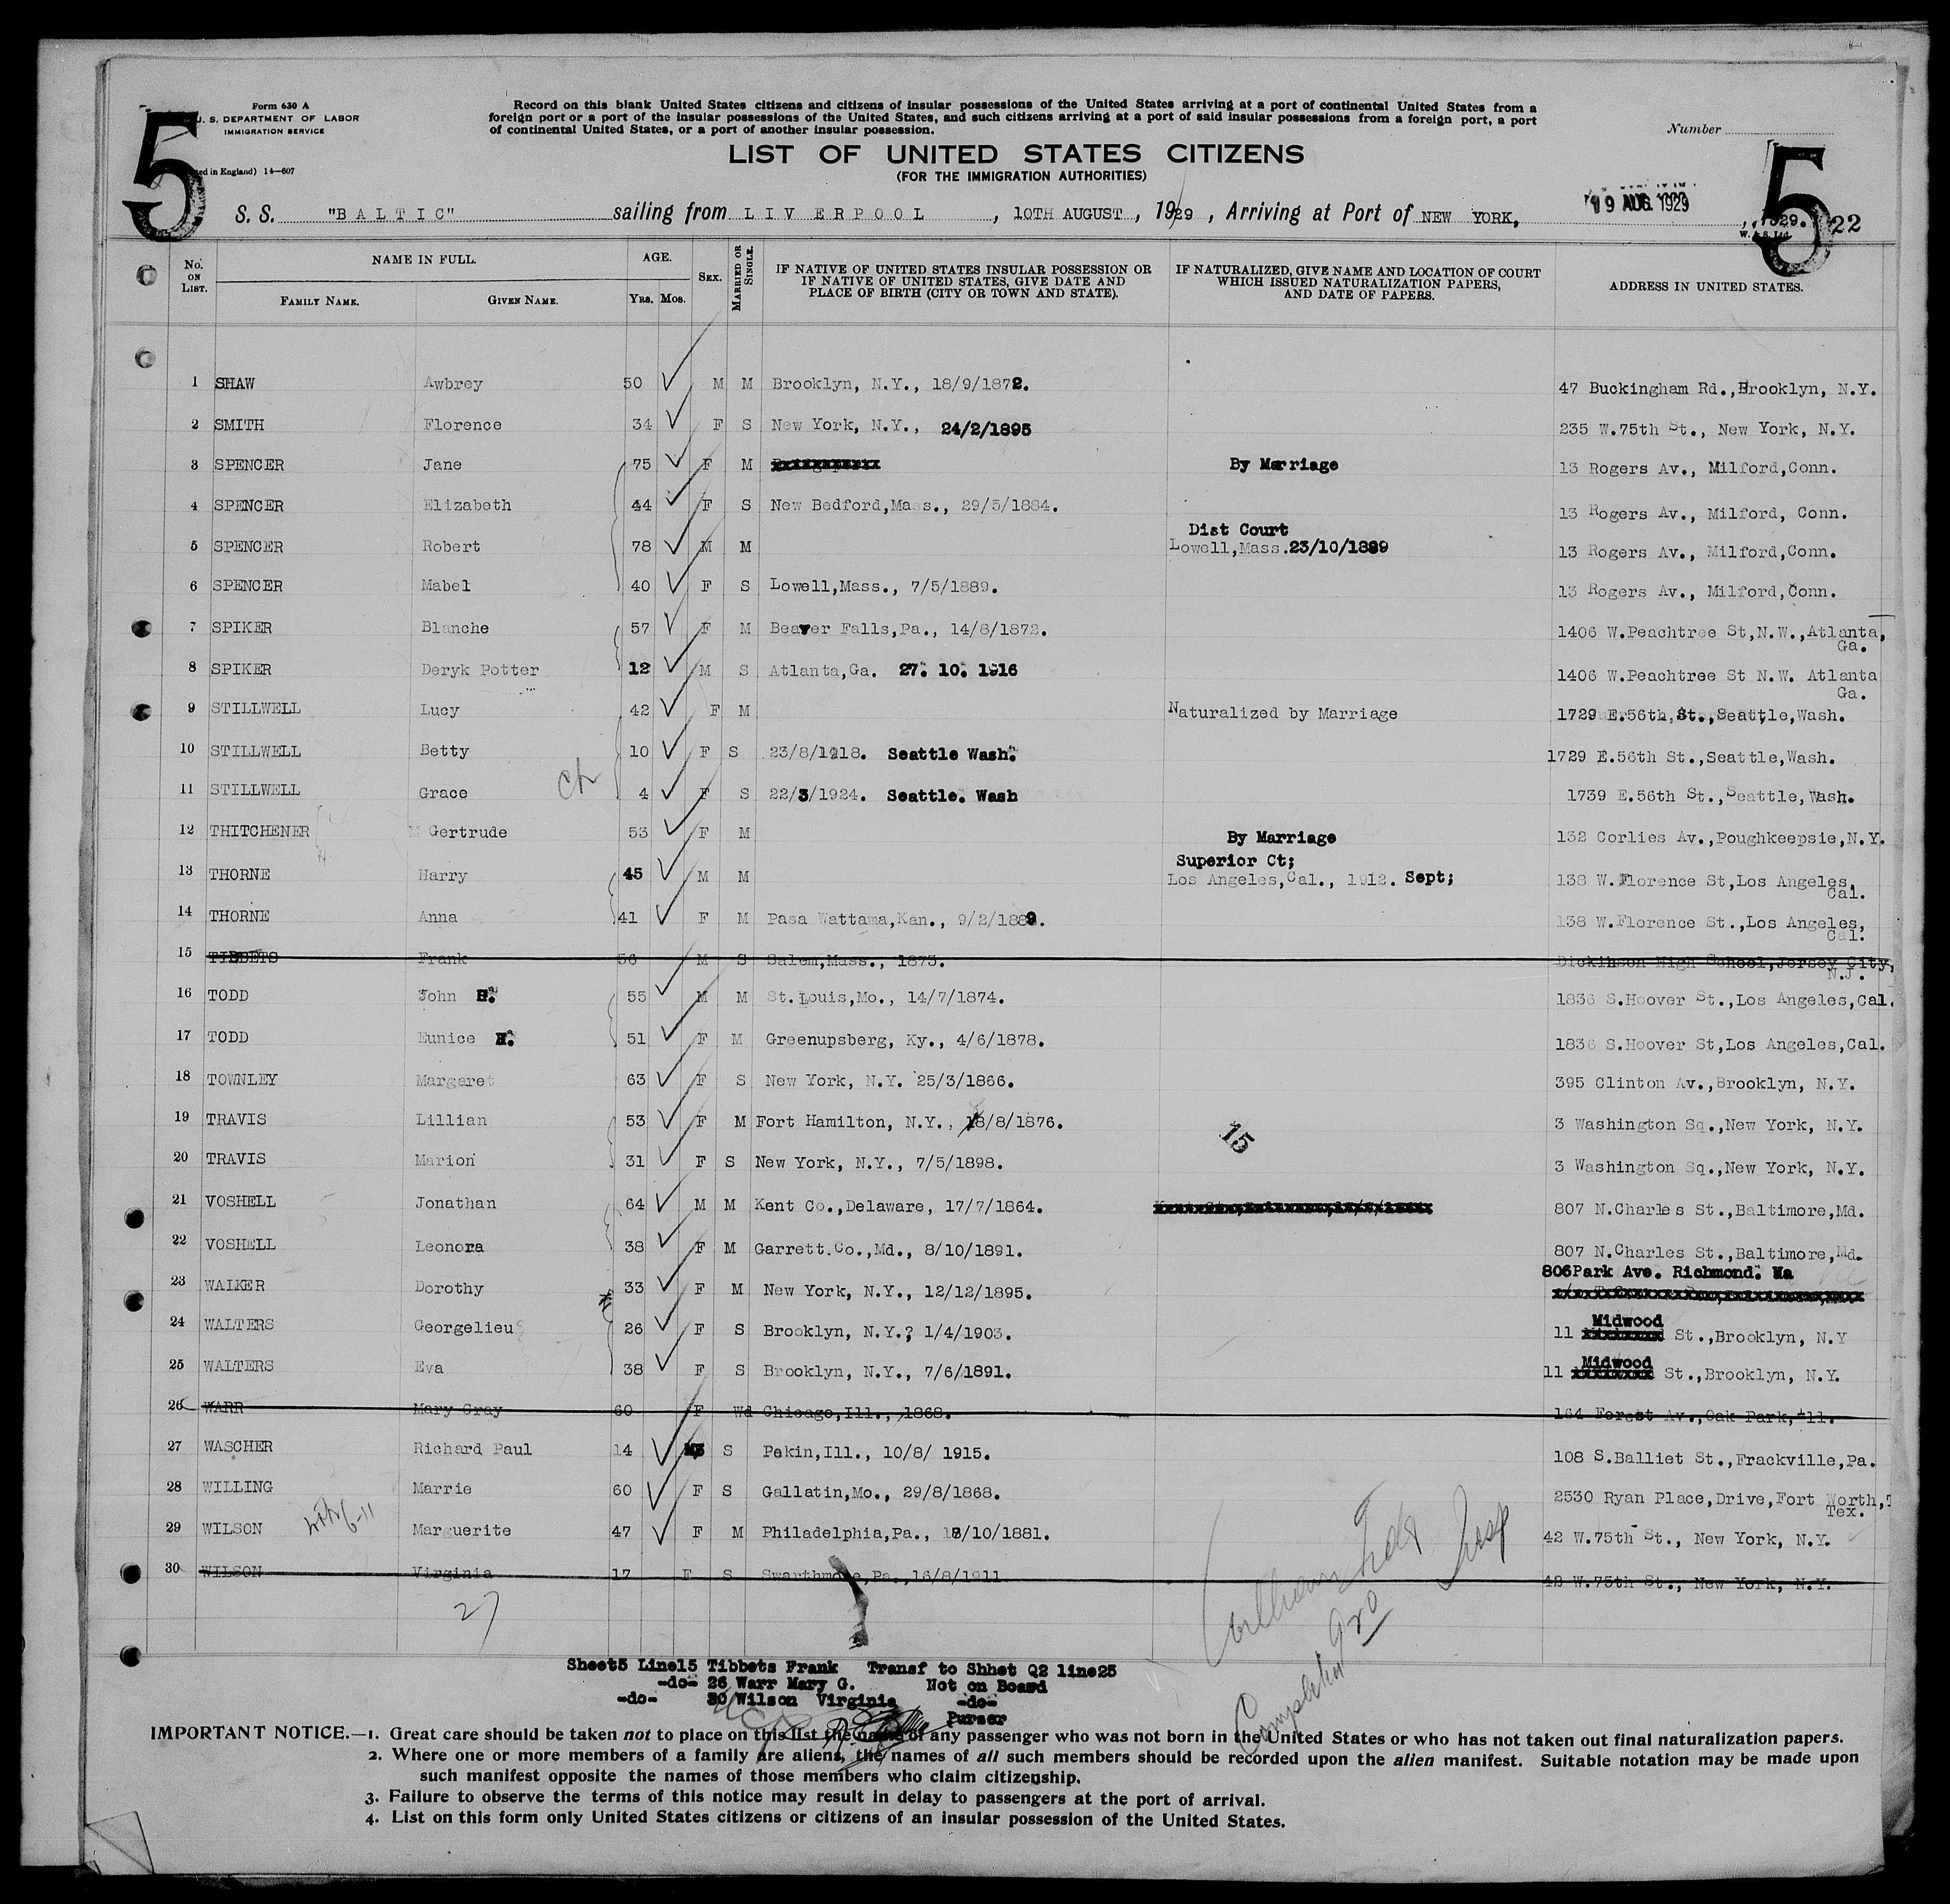 Form 630 A
U. S. DEPARTMENT OF LABOR
IMMIGRATION SERVICE
ed in England) 14—607
5
Record on this blank United States citizens and citizens of insular possessions of the United States arriving at a port of continental United States from a
foreign port or a port of the insular possessions of the United States, and such citizens arriving at a port of said insular possessions from a foreign port, a port
of continental United States, or a port of another insular possession.
Number
5
LIST OF UNITED STATES CITIZENS
(FOR THE IMMIGRATION AUTHORITIES)
S. S. "BALTIC" sailing from LIVERPOOL, 10TH AUGUST, 1929, Arriving at Port of NEW YORK, 19 AUG 1929, 1929. 22
W. & S. Ltd.
No. ON LIST. NAME IN FULL. FAMILY NAME. GIVEN NAME. AGE. YRS. MOS. SEX. MARRIED OR SINGLE. IF NATIVE OF UNITED STATES INSULAR POSSESSION OR IF NATIVE OF UNITED STATES, GIVE DATE AND PLACE OF BIRTH (CITY OR TOWN AND STATE). IF NATURALIZED, GIVE NAME AND LOCATION OF COURT WHICH ISSUED NATURALIZATION PAPERS, AND DATE OF PAPERS. ADDRESS IN UNITED STATES.
1 SHAW Awbrey 50 M M Brooklyn, N.Y., 18/9/1872. 47 Buckingham Rd.,Brooklyn, N.Y.
2 SMITH Florence 34 F S New York, N.Y., 24/2/1895 235 W.75th St., New York, N.Y.
3 SPENCER Jane 75 F M By Marriage 13 Rogers Av., Milford,Conn.
4 SPENCER Elizabeth 44 F S New Bedford,Mass., 29/5/1884. 13 Rogers Av., Milford, Conn.
Dist Court
5 SPENCER Robert 78 M M Lowell,Mass.23/10/1889 13 Rogers Av., Milford,Conn.
6 SPENCER Mabel 40 F S Lowell,Mass., 7/5/1889. 13 Rogers Av., Milford,Conn.
7 SPIKER Blanche 57 F M Beaver Falls,Pa., 14/8/1872. 1406 W.Peachtree St,N.W.,Atlanta,
Ga.
8 SPIKER Deryk Potter 12 M S Atlanta,Ga. 27. 10. 1916 1406 W.Peachtree St N.W. Atlanta
Ga.
9 STILLWELL Lucy 42 F M Naturalized by Marriage 1729 E.56th,St.,Seattle,Wash.
10 STILLWELL Betty 10 F S 23/8/1918. Seattle Wash. 1729 E.56th St.,Seattle,Wash.
11 STILLWELL Grace 4 F S 22/3/1924. Seattle. Wash 1739 E.56th St.,Seattle,Wash.
12 THITCHENER Gertrude 53 F M By Marriage 132 Corlies Av.,Poughkeepsie,N.Y.
Superior Ct;
13 THORNE Harry 45 M M Los Angeles,Cal., 1912. Sept; 138 W.Florence St,Los Angeles,
Cal.
14 THORNE Anna 41 F M Pasa Wattama,Kan., 9/2/1889. 138 W.Florence St.,Los Angeles,
Cal.
15 TIBBETS Frank 56 M S Salem,Mass., 1873. Dickinson High School,Jersey City,
N.J.
16 TODD John H. 55 M M St.Louis,Mo., 14/7/1874. 1836 S.Hoover St.,Los Angeles,Cal.
17 TODD Eunice H. 51 F M Greenupsberg, Ky., 4/6/1878. 1836 S.Hoover St,Los Angeles,Cal.
18 TOWNLEY Margaret 63 F S New York, N.Y. 25/3/1866. 395 Clinton Av.,Brooklyn, N.Y.
19 TRAVIS Lillian 53 F M Fort Hamilton, N.Y., 18/8/1876. 3 Washington Sq.,New York, N.Y.
15
20 TRAVIS Marion 31 F S New York, N.Y., 7/5/1898. 3 Washington Sq.,New York, N.Y.
21 VOSHELL Jonathan 64 M M Kent Co.,Delaware, 17/7/1864. 807 N.Charles St.,Baltimore,Md.
22 VOSHELL Leonora 38 F M Garrett.Co.,Md., 8/10/1891. 807 N.Charles St.,Baltimore,Md.
806Park Ave. Richmond. Va
23 WALKER Dorothy 33 F M New York, N.Y., 12/12/1895.
Midwood
24 WALTERS Georgelieu 26 F S Brooklyn, N.Y., 1/4/1903. 11 St.,Brooklyn, N.Y
Midwood
25 WALTERS Eva 38 F S Brooklyn, N.Y., 7/6/1891. 11 St.,Brooklyn, N.Y.
26 WARR Mary Gray 60 F Wd Chicago,Ill., 1868. 164 Forest Av.,Oak Park,Ill.
27 WASCHER Richard Paul 14 M S Pekin,Ill., 10/8/ 1915. 108 S.Balliet St.,Frackville,Pa.
28 WILLING Marrie 60 F S Gallatin,Mo., 29/8/1868. 2530 Ryan Place,Drive,Fort Worth,
Tex.
29 WILSON Marguerite 47 F M Philadelphia,Pa., 18/10/1881. 42 W.75th St., New York, N.Y.
30 WILSON Virginia 17 F S Swarthmore,Pa.,16/8/1911 42 W.75th St., New York, N.Y.
27
Sheet5 Line15 Tibbets Frank Transf to Shhet Q2 line25
-do- 26 Warr Mary G. Not on Board
-do- 30 Wilson Virginia -do-
Purser
IMPORTANT NOTICE.—1. Great care should be taken not to place on this list the name of any passenger who was not born in the United States or who has not taken out final naturalization papers.
2. Where one or more members of a family are aliens, the names of all such members should be recorded upon the alien manifest. Suitable notation may be made upon
such manifest opposite the names of those members who claim citizenship.
3. Failure to observe the terms of this notice may result in delay to passengers at the port of arrival.
4. List on this form only United States citizens or citizens of an insular possession of the United States.